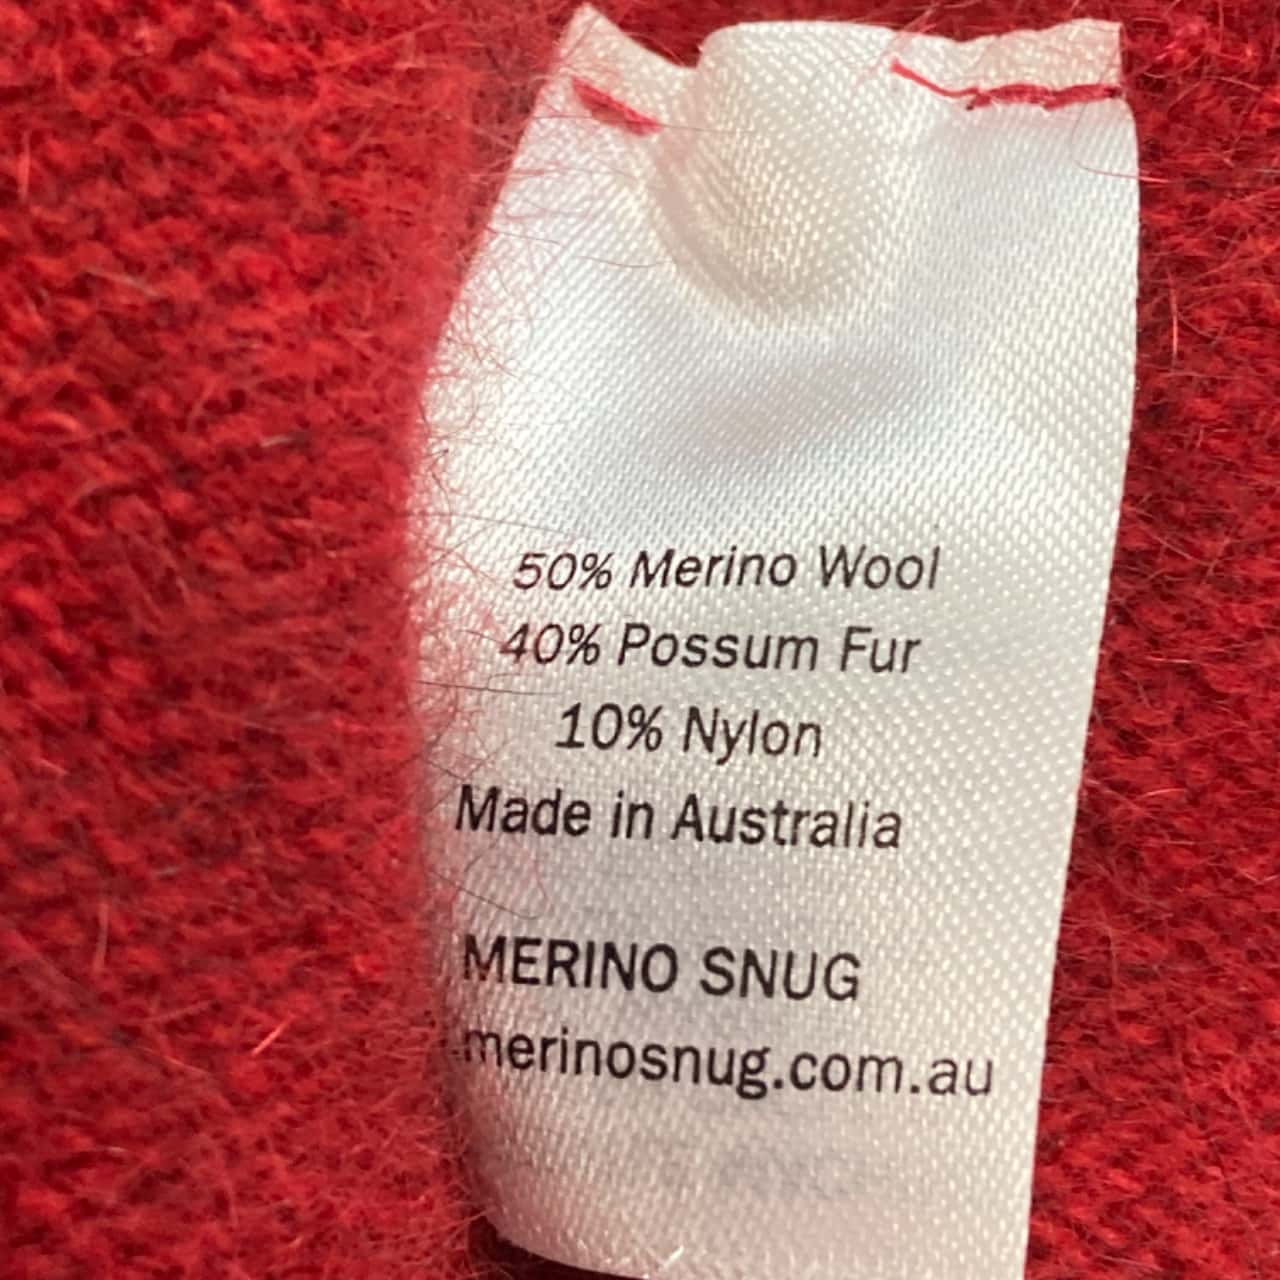 50% Merino Wool
40% Possum Fur
10% Nylon
Made in Australia
MERINO SNUG
merinosnug.com.au